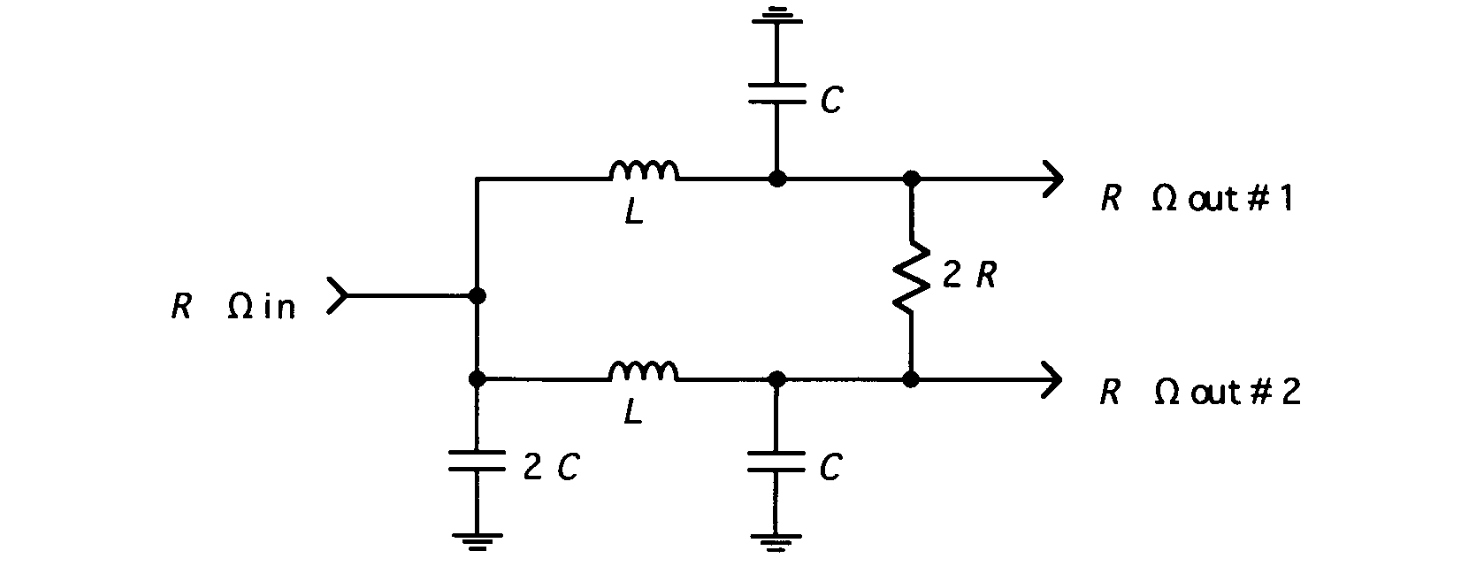 C
L
R Ω out # 1
2 R
R Ω in
L
R Ω out # 2
2 C
C